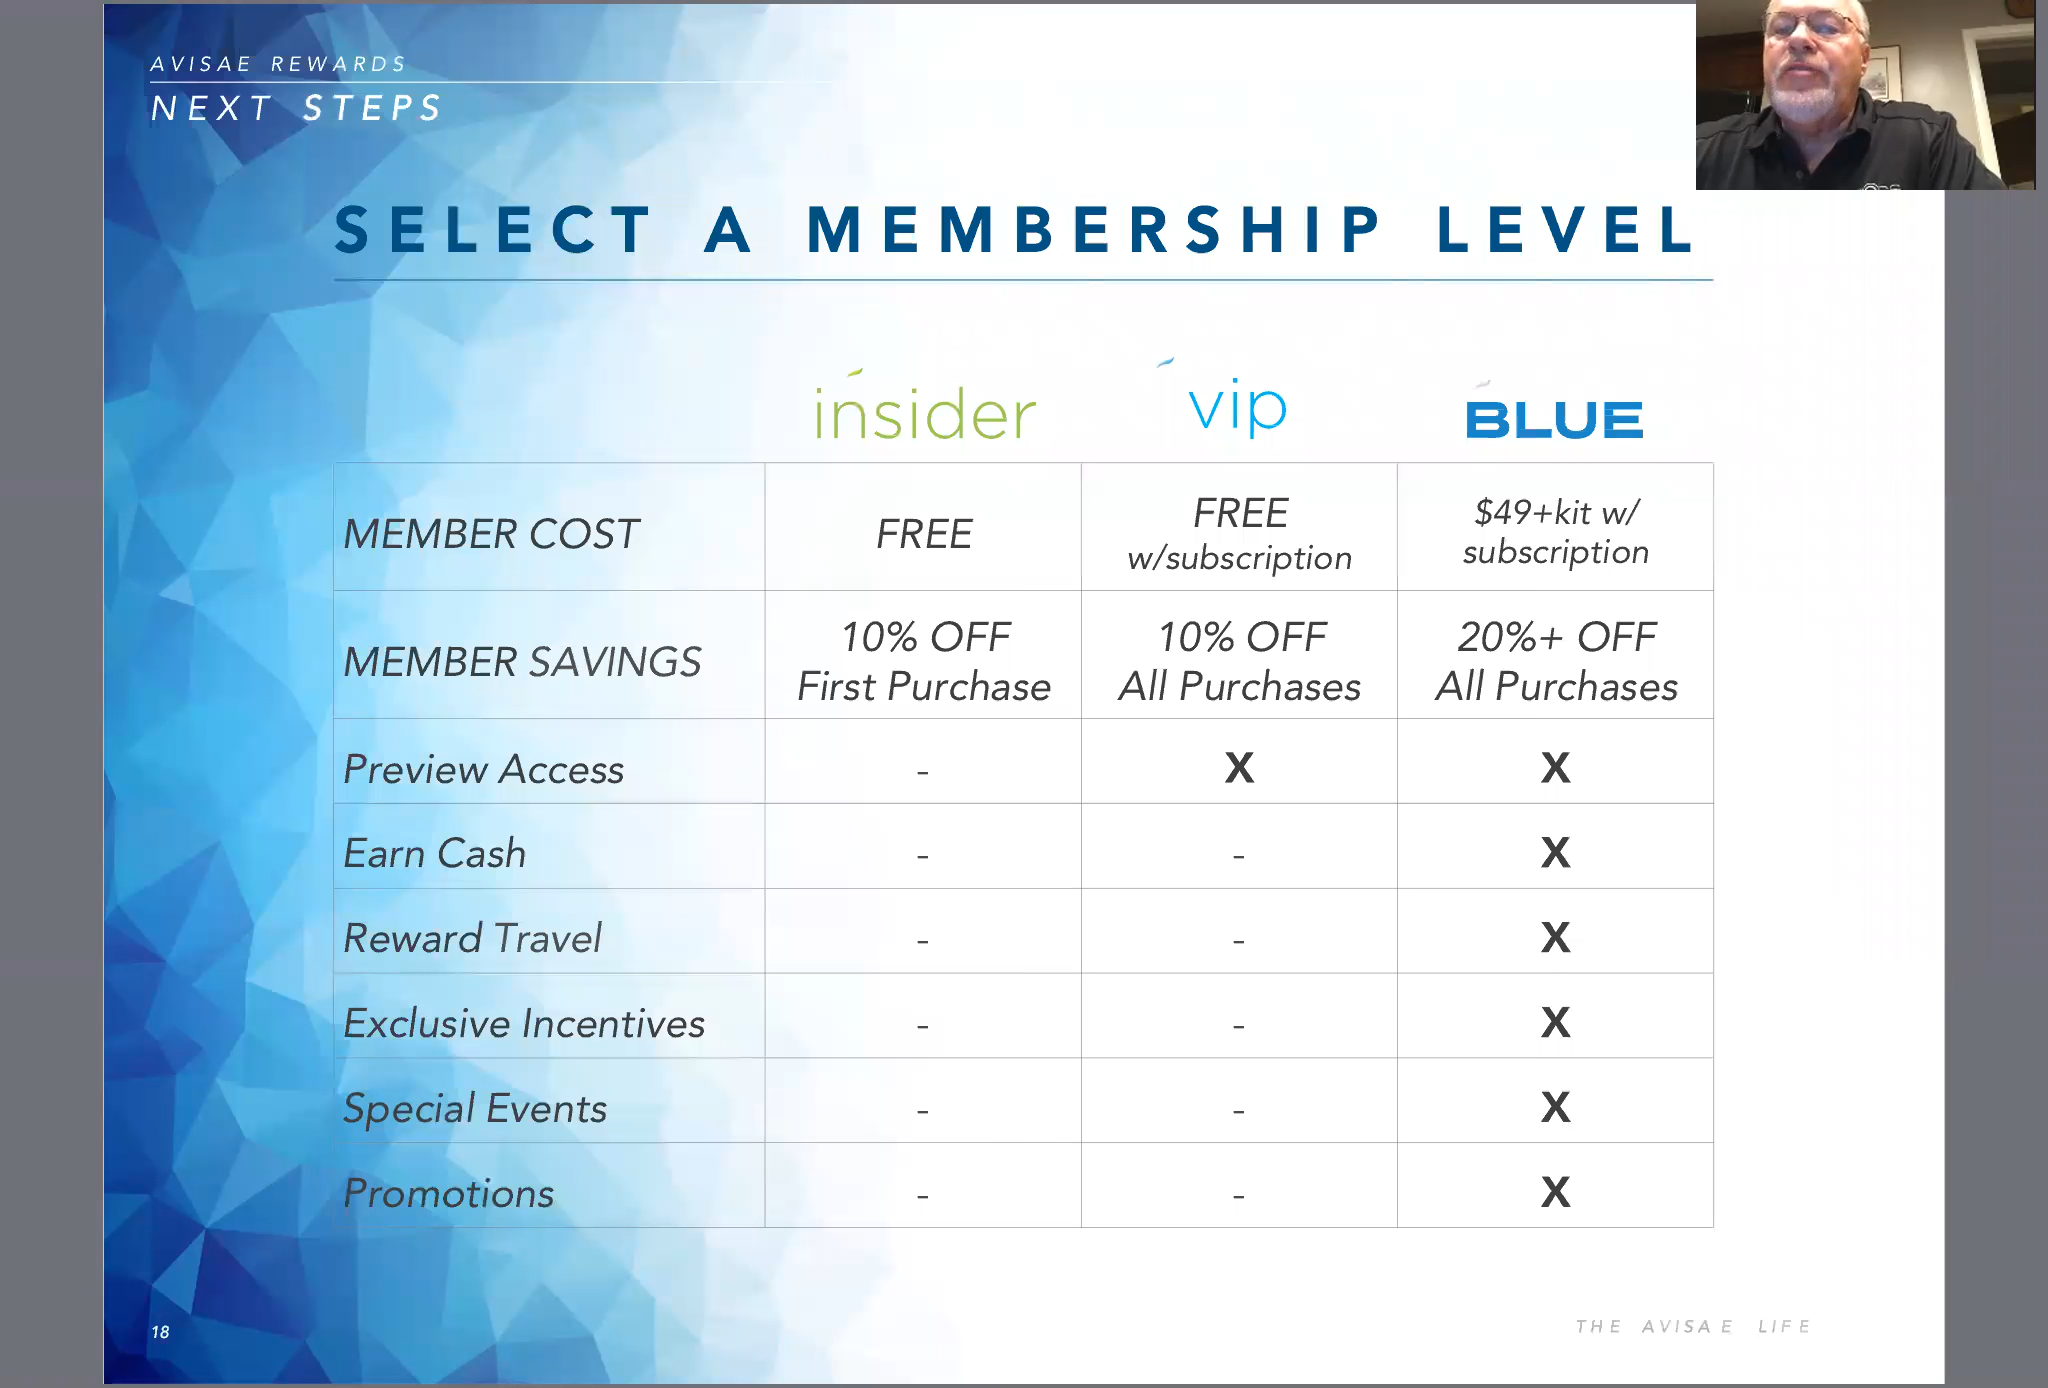 AVISAE REWARDS
NEXT STEPS
SELECT A MEMBERSHIP LEVEL
insider vip BLUE
MEMBER COST FREE FREE w/subscription $49+kit w/ subscription
MEMBER SAVINGS 10% OFF First Purchase 10% OFF All Purchases 20%+ OFF All Purchases
Preview Access - X X
Earn Cash - - X
Reward Travel - - X
Exclusive Incentives - - X
Special Events - - X
Promotions - - X
18
THE AVISAE LIFE